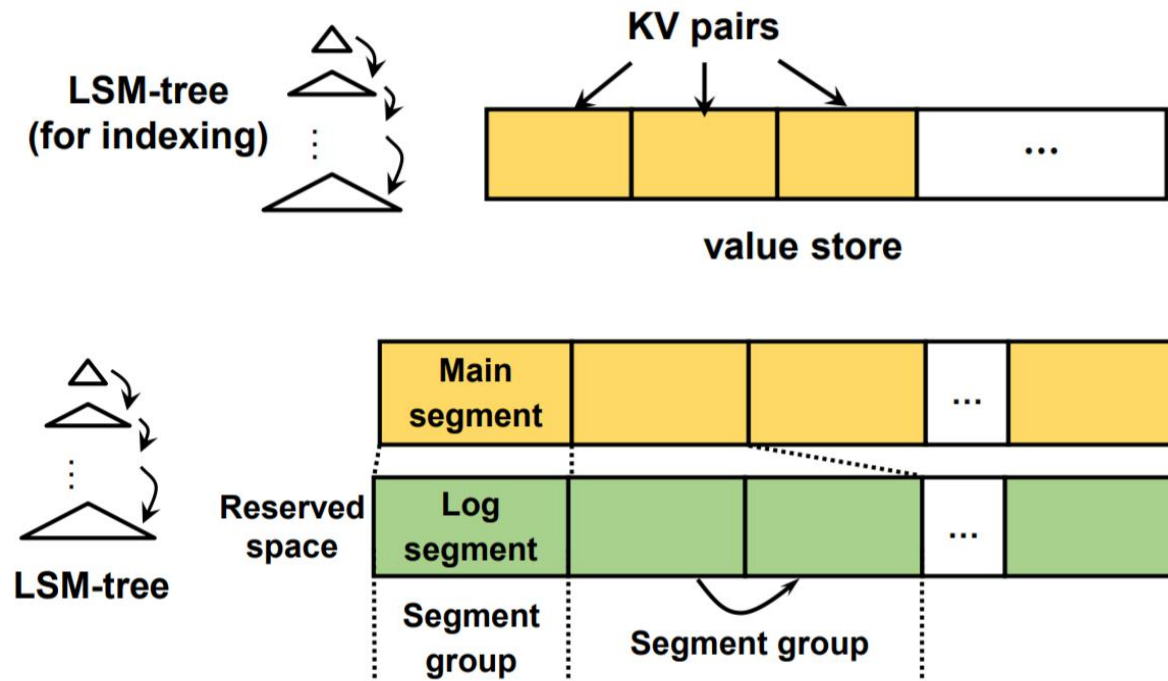 KV pairs
LSM-tree
(for indexing)
...
value store
Main
segment
...
Reserved
space
Log
segment
...
LSM-tree
Segment
group
Segment group